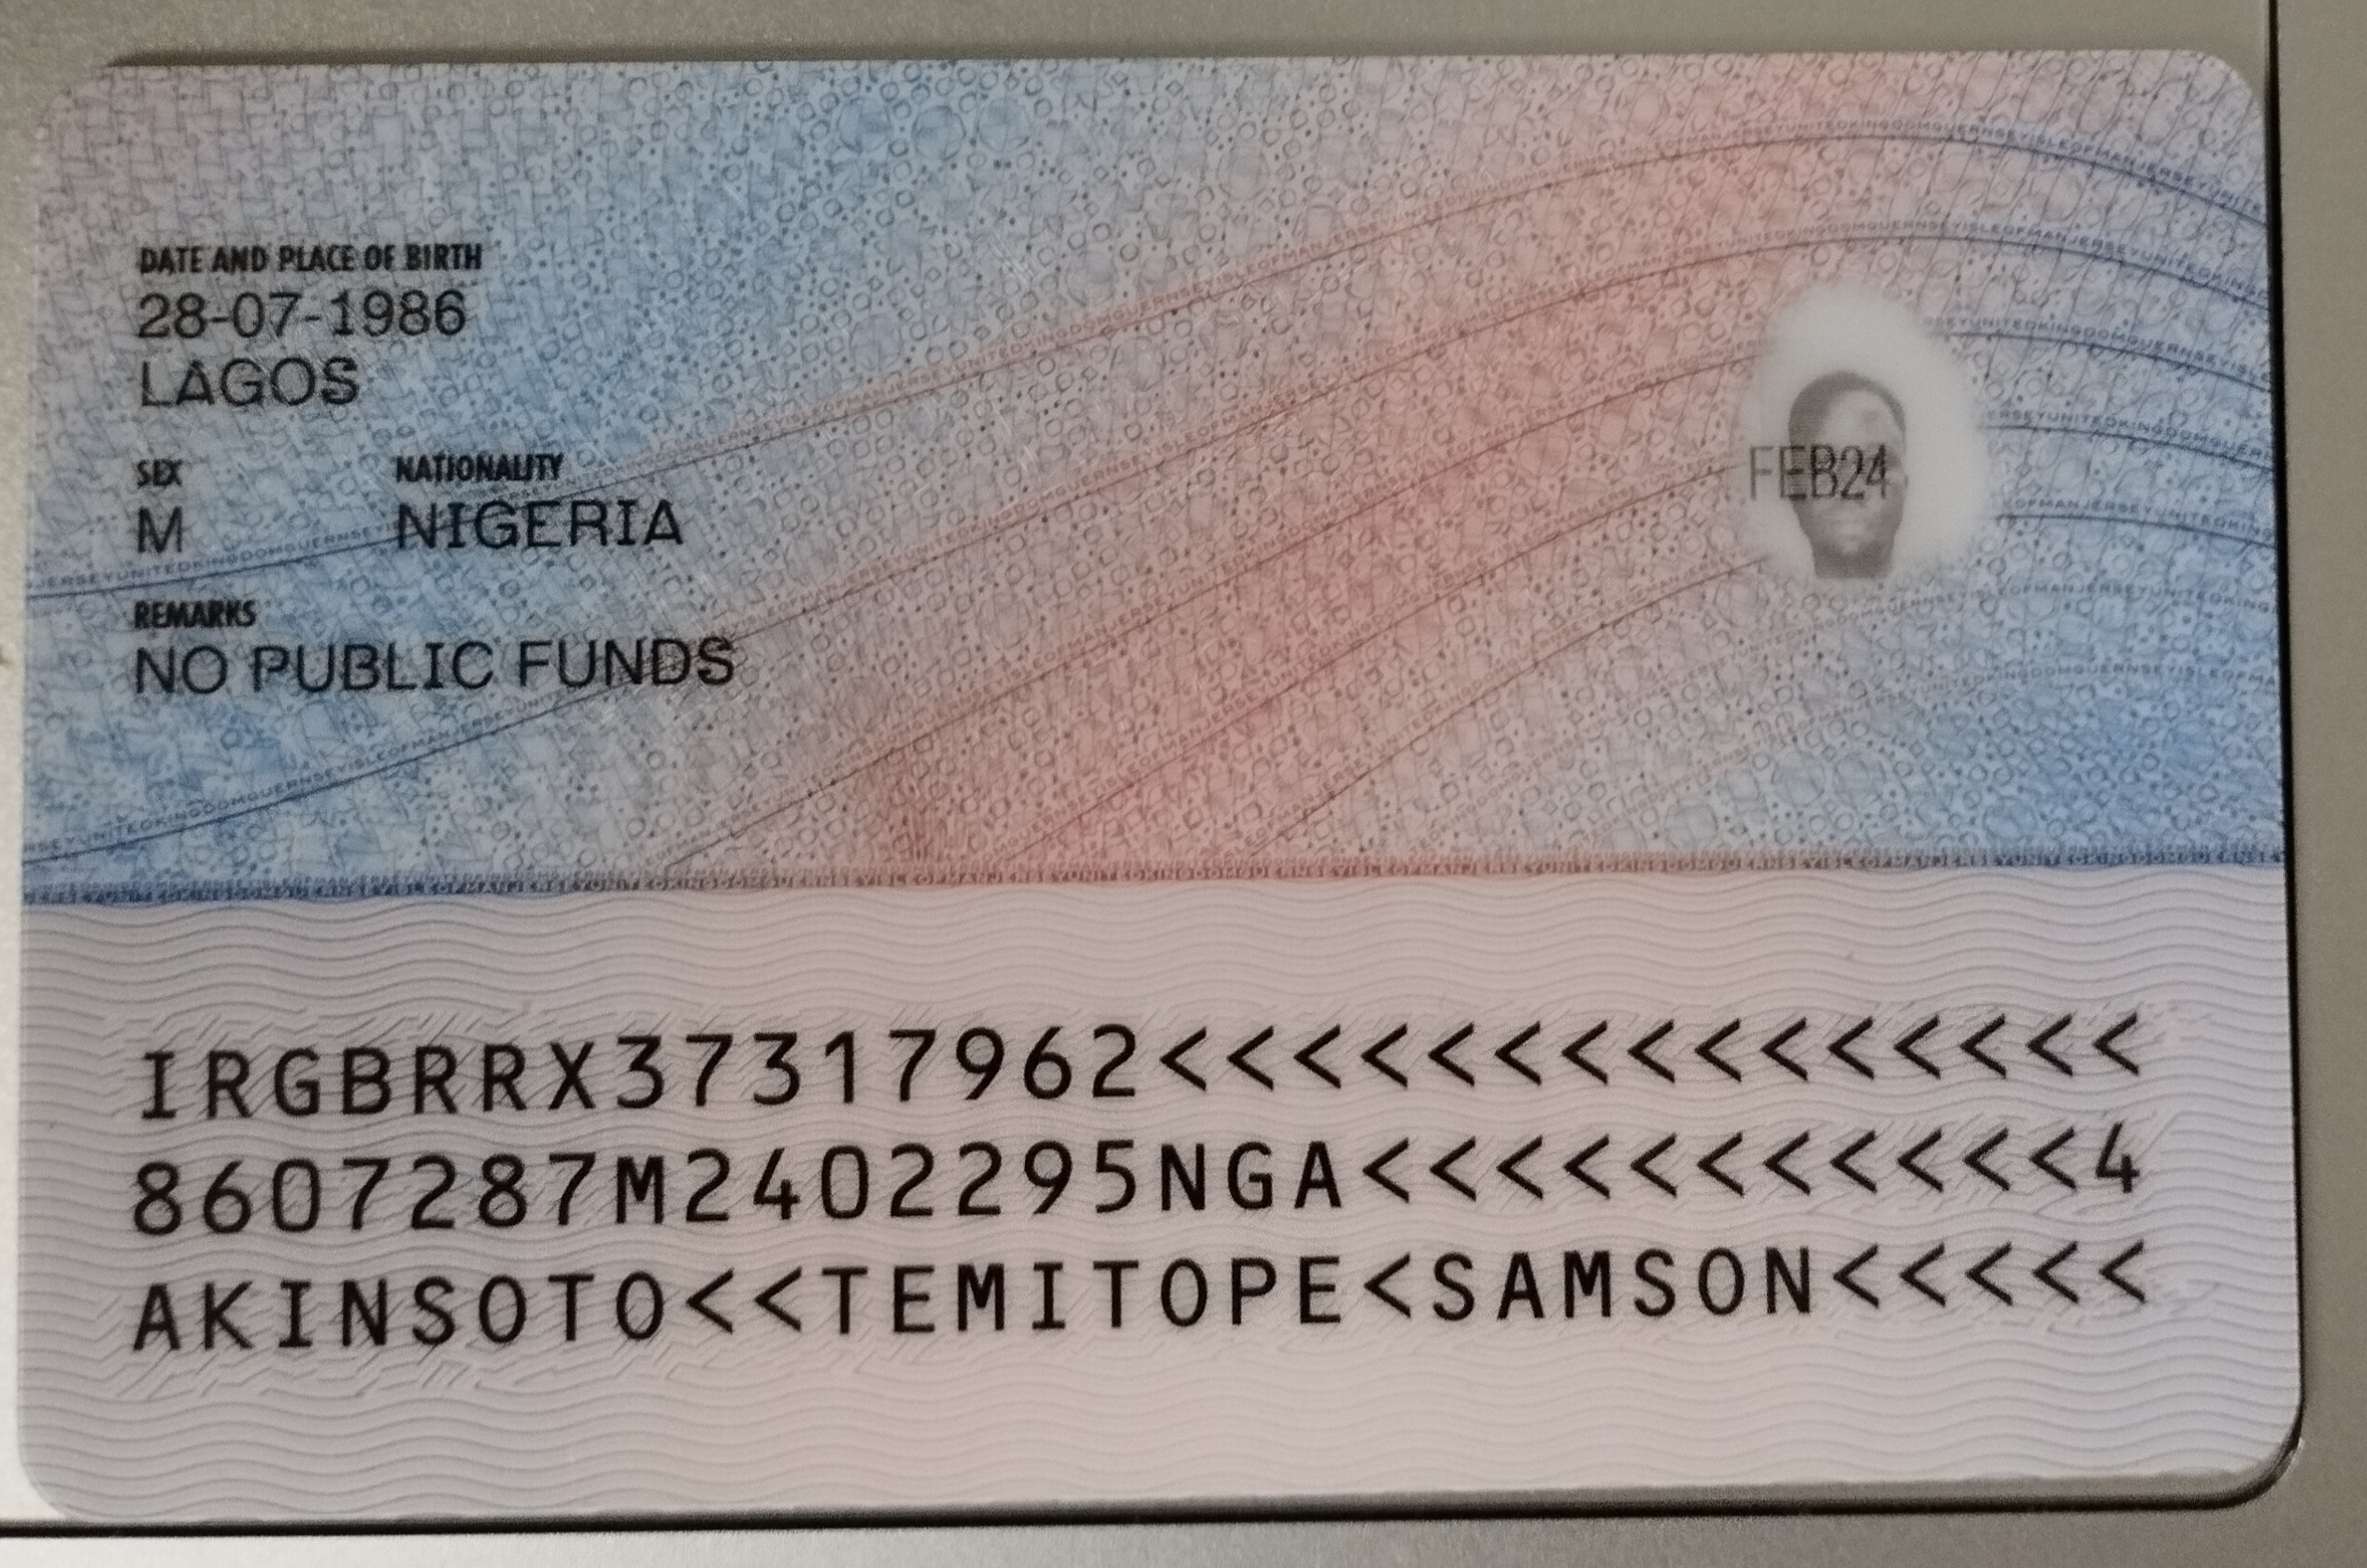 DATE AND PLACE OF BIRTH
28-07-1986
LAGOS
SEX NATIONALITY
M NIGERIA
FEB24
REMARKS
NO PUBLIC FUNDS
IRGBRRX37317962<<<<<<<<<<<<<<<
8607287M2402295NGA<<<<<<<<<<<4
AKINSOTO<<TEMITOPE<SAMSON<<<<<